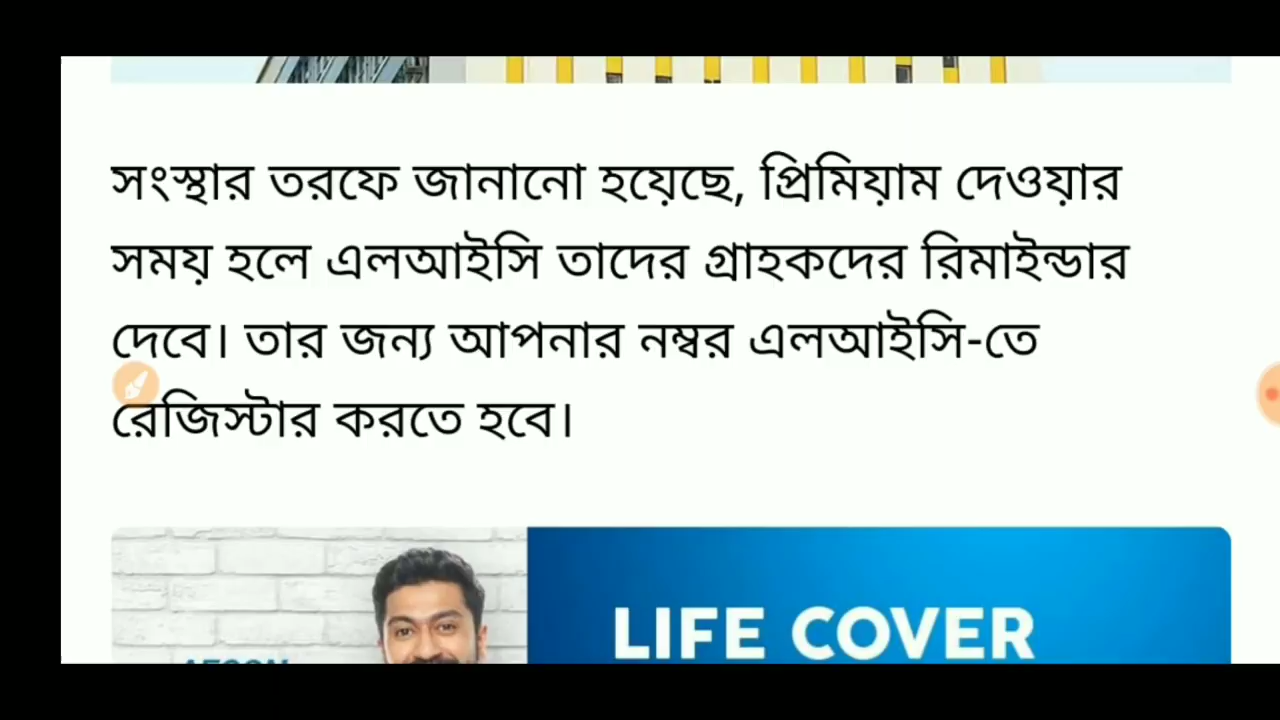 সংস্থার তরফে জানানো হয়েছে, প্রিমিয়াম দেওয়ার
সময় হলে এলআইসি তাদের গ্রাহকদের রিমাইন্ডার
দেবে। তার জন্য আপনার নম্বর এলআইসি-তে
রেজিস্টার করতে হবে।
LIFE COVER